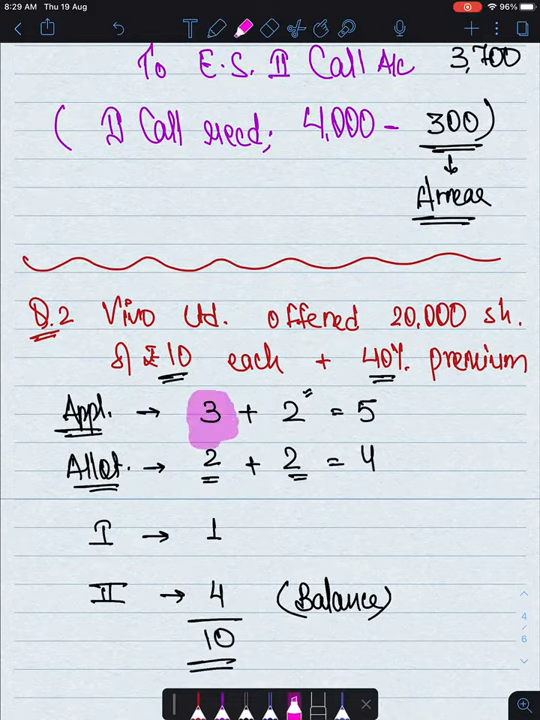 8:29 AM Thu 19 Aug 96%
To E.S. II Call A/c 3,700
( II Call recd; 4,000 - 300)
↓
Arrear
Q.2 Vivo Ltd. offered 20,000 sh.
of ₹10 each + 40% premium
Appl. → 3 + 2 = 5
Allot. → 2 + 2 = 4
I → 1
II → 4 (Balance)
10
4
/
6